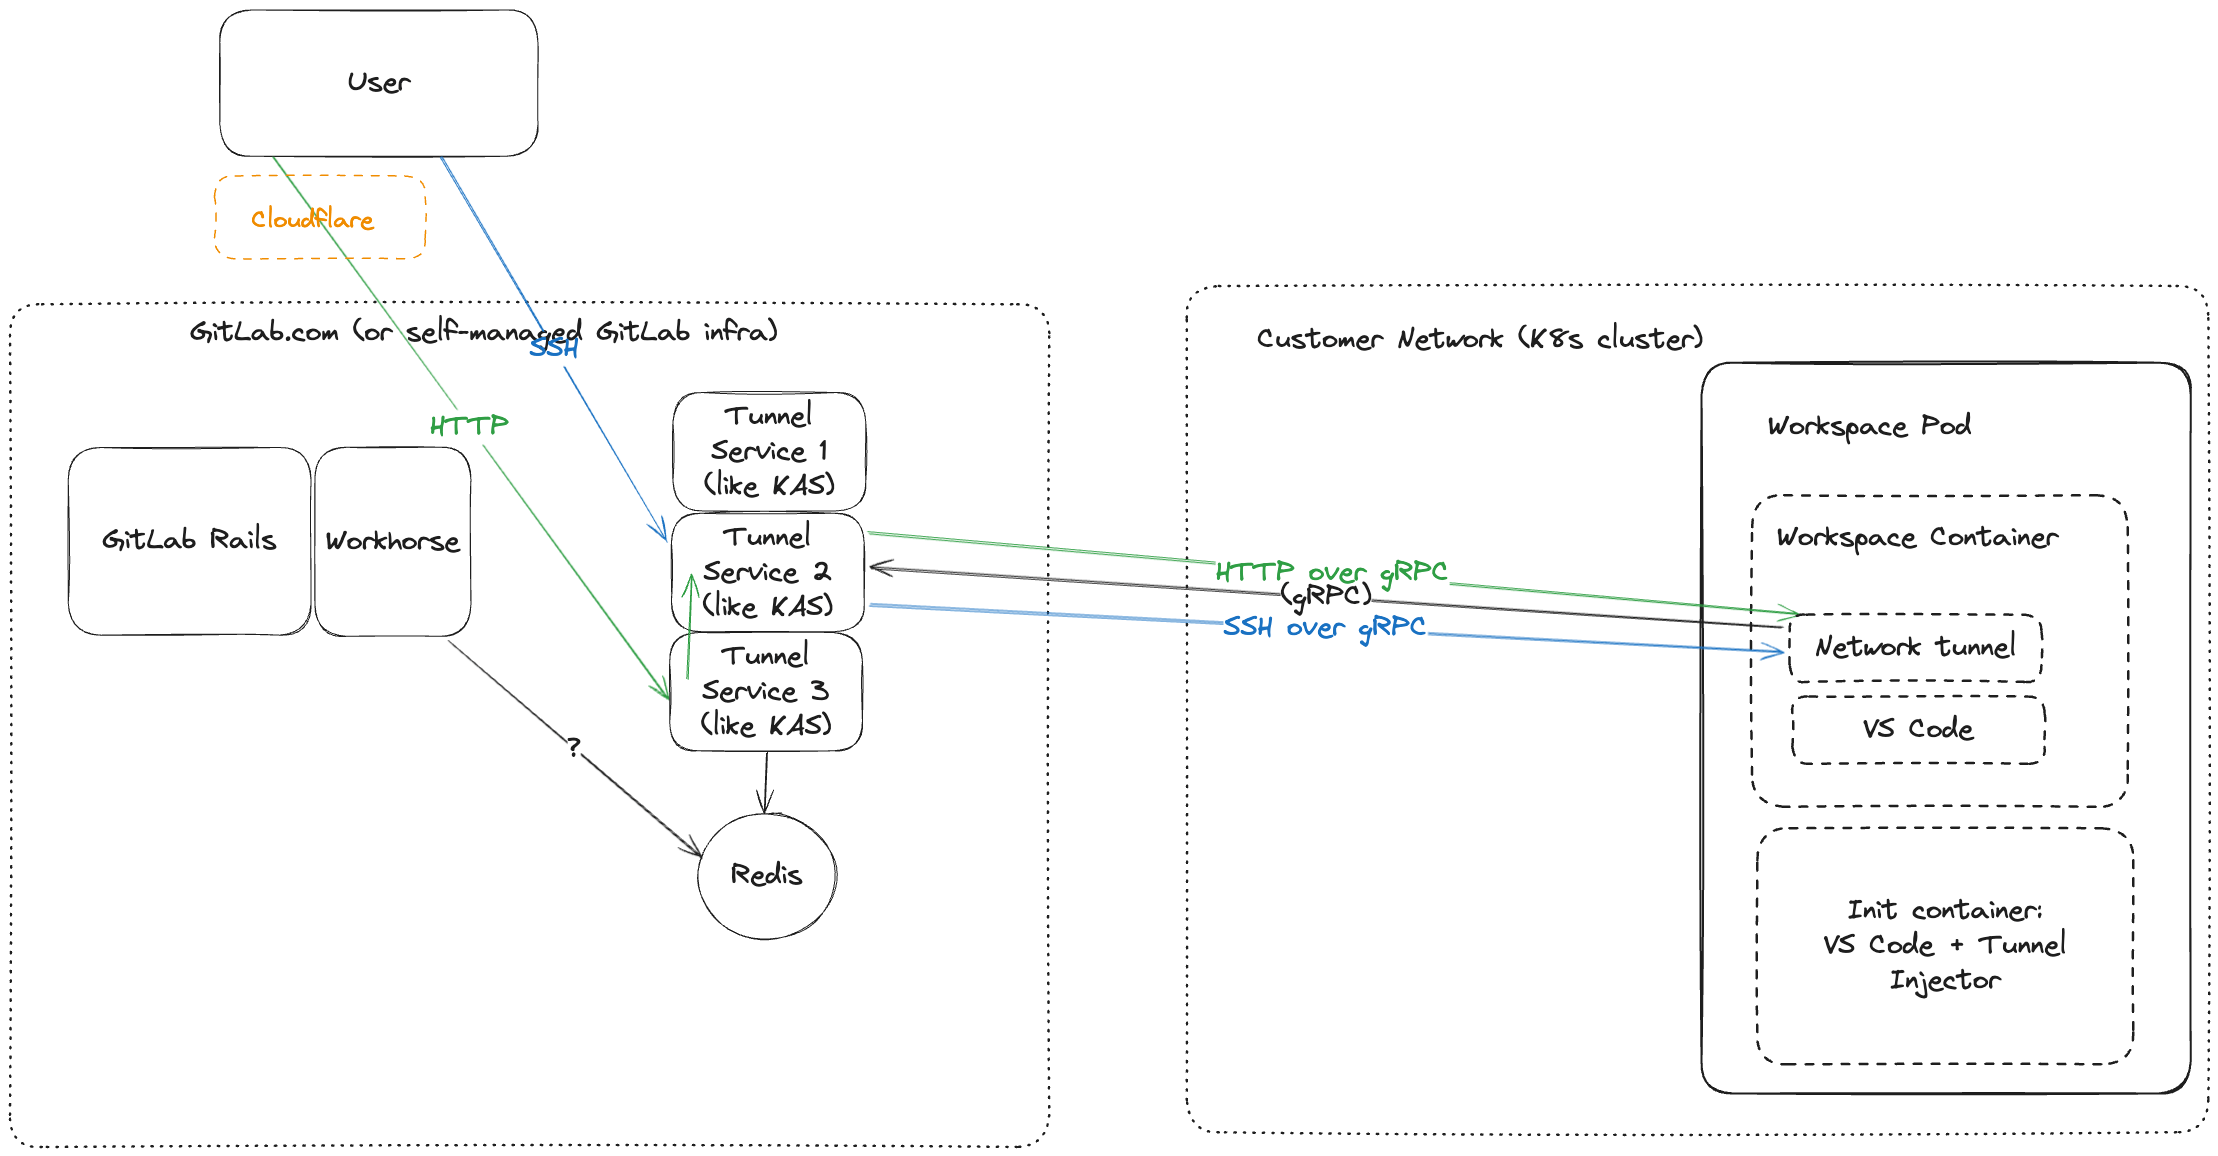 User
Cloudflare
GitLab.com (or self-managed GitLab infra)
SSH
Customer Network (K8s cluster)
HTTP
Tunnel
Service 1
(like KAS)
Workspace Pod
GitLab Rails
Workhorse
Tunnel
Service 2
(like KAS)
Workspace Container
HTTP over gRPC
(gRPC)
SSH over gRPC
Network tunnel
Tunnel
Service 3
(like KAS)
VS Code
?
Redis
Init container:
VS Code + Tunnel
Injector